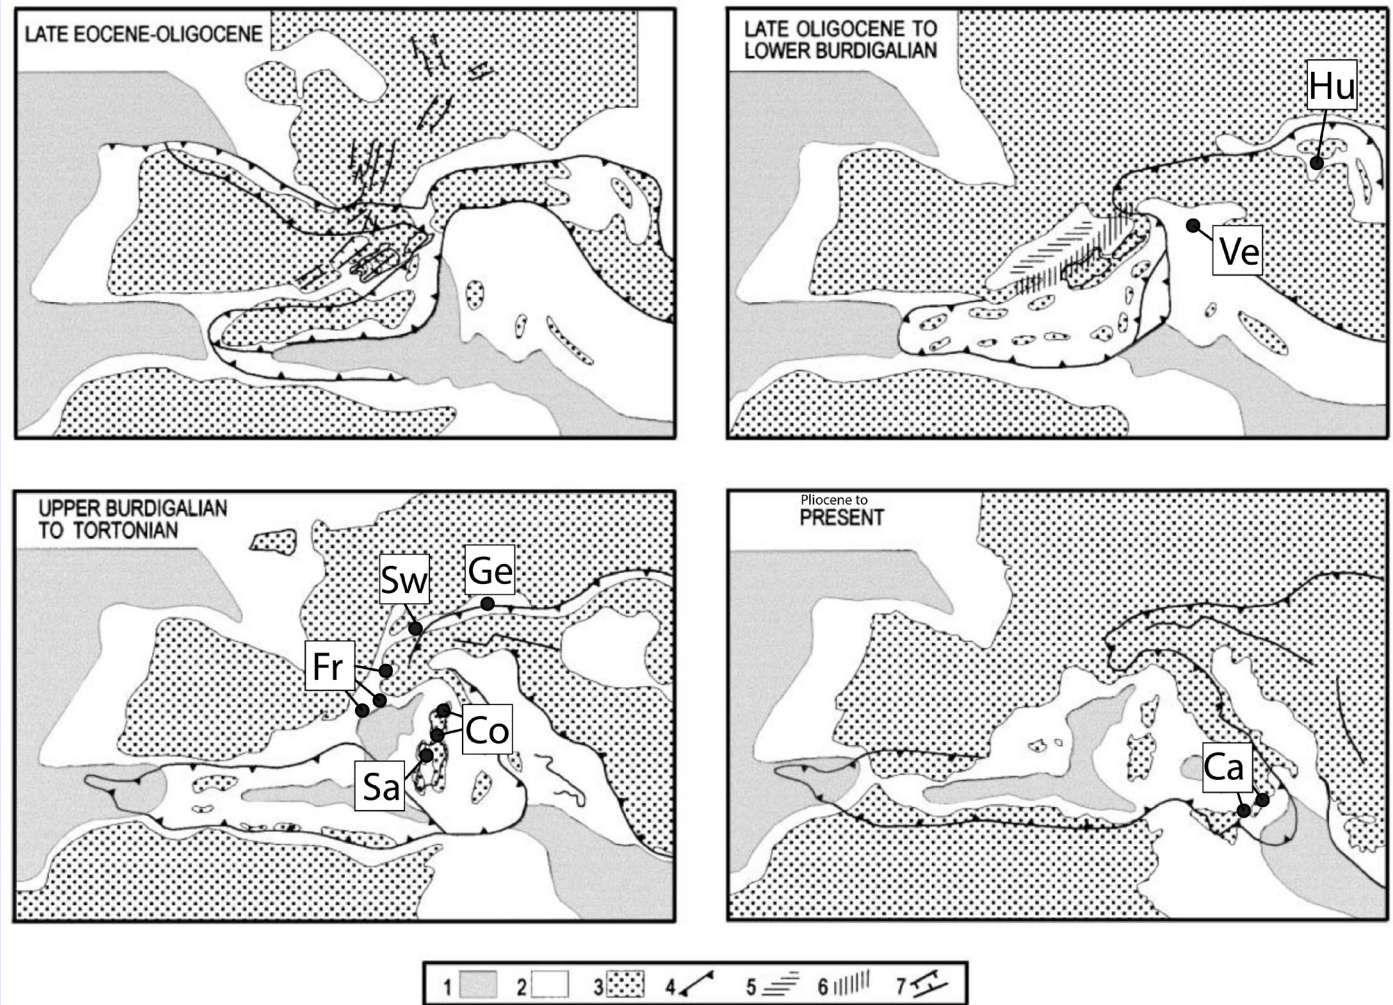 LATE EOCENE-OLIGOCENE
LATE OLIGOCENE TO
LOWER BURDIGALIAN
Hu
Ve
UPPER BURDIGALIAN
TO TORTONIAN
Sw
Ge
Fr
Co
Sa
Pliocene to
PRESENT
Ca
1 2 3 4 5 6 7